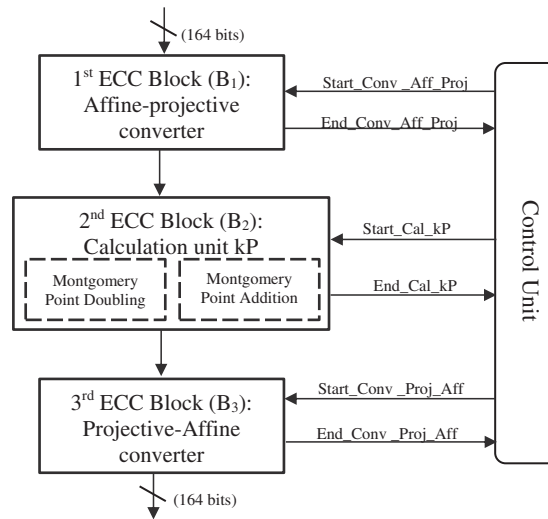 (164 bits)
1st ECC Block (B1):
Affine-projective
converter
Start_Conv _Aff_Proj
End_Conv_Aff_Proj
2nd ECC Block (B2):
Calculation unit kP
Montgomery
Point Doubling
Montgomery
Point Addition
Start_Cal_kP
End_Cal_kP
3rd ECC Block (B3):
Projective-Affine
converter
Start_Conv _Proj_Aff
End_Conv _Proj_Aff
(164 bits)
Control Unit